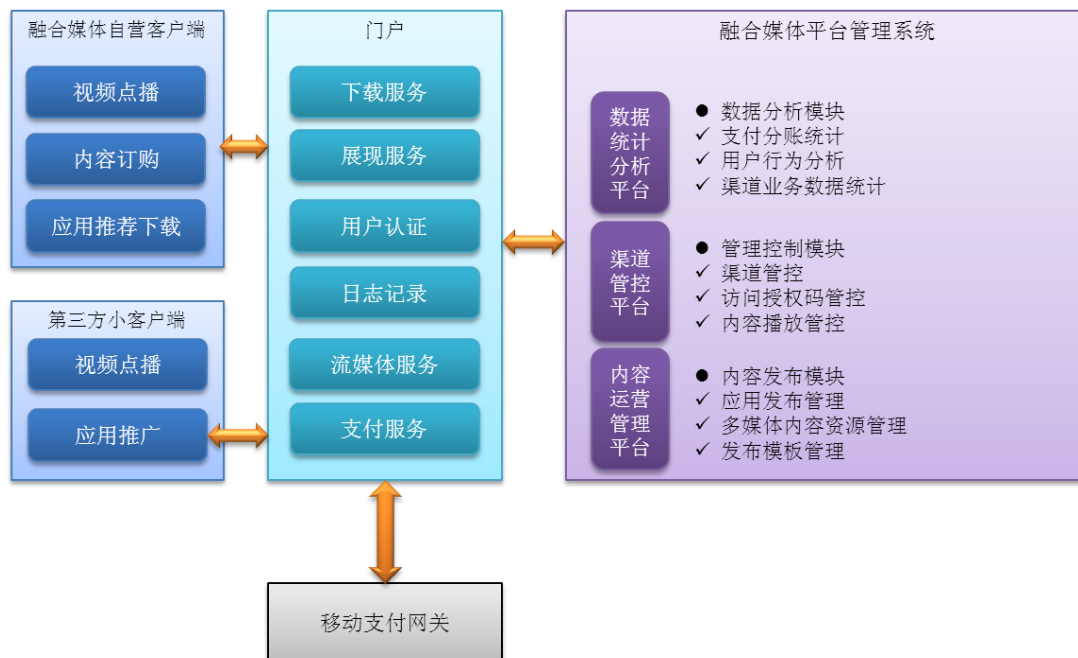 融合媒体自营客户端
视频点播
内容订购
应用推荐下载
第三方小客户端
视频点播
应用推广
门户
下载服务
展现服务
用户认证
日志记录
流媒体服务
支付服务
移动支付网关
融合媒体平台管理系统
数据
统计
分析
平台
● 数据分析模块
✓ 支付分账统计
✓ 用户行为分析
✓ 渠道业务数据统计
渠道
管控
平台
● 管理控制模块
✓ 渠道管控
✓ 访问授权码管控
✓ 内容播放管控
内容
运营
管理
平台
● 内容发布模块
✓ 应用发布管理
✓ 多媒体内容资源管理
✓ 发布模板管理